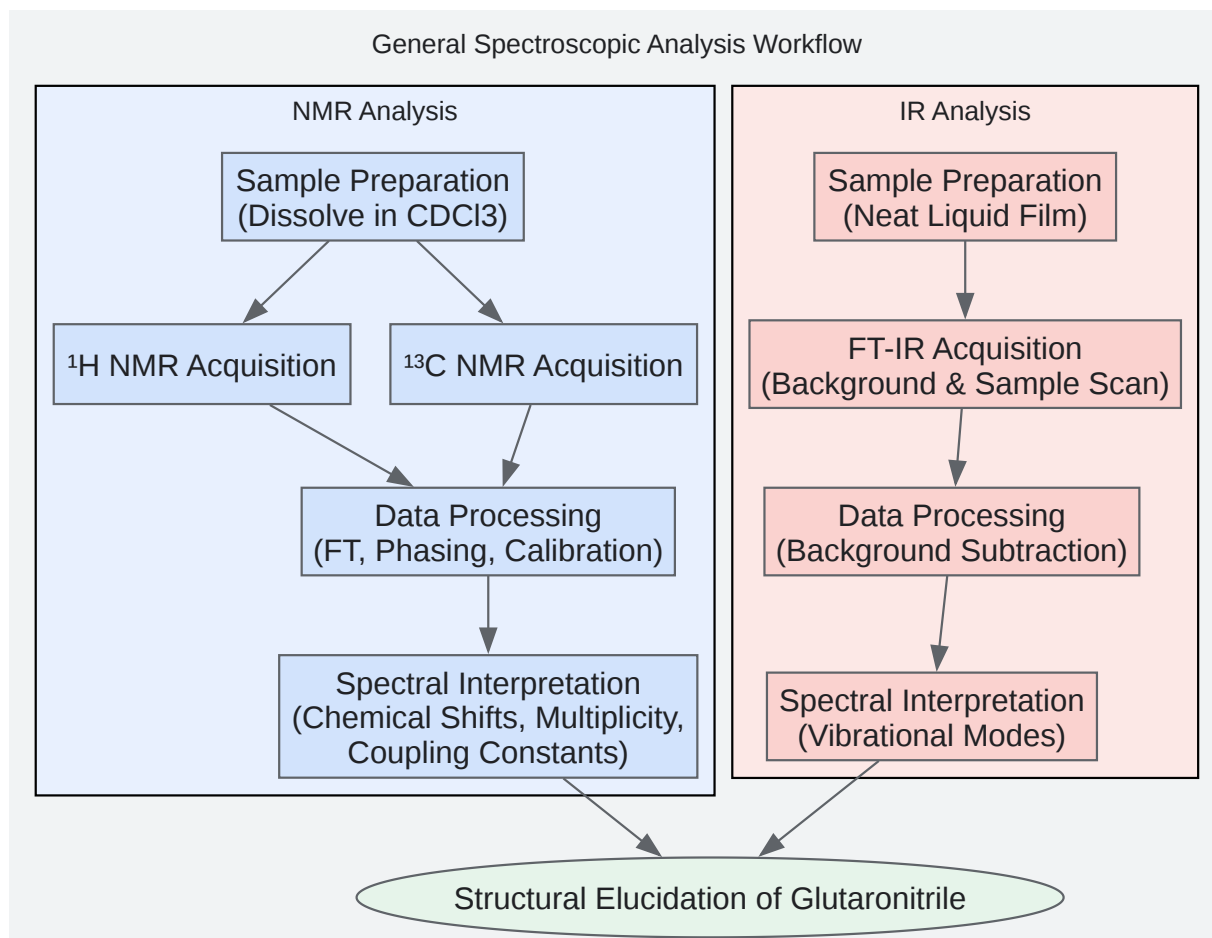 General Spectroscopic Analysis Workflow
NMR Analysis
Sample Preparation
(Dissolve in CDCl3)
¹H NMR Acquisition
¹³C NMR Acquisition
Data Processing
(FT, Phasing, Calibration)
Spectral Interpretation
(Chemical Shifts, Multiplicity,
Coupling Constants)
IR Analysis
Sample Preparation
(Neat Liquid Film)
FT-IR Acquisition
(Background & Sample Scan)
Data Processing
(Background Subtraction)
Spectral Interpretation
(Vibrational Modes)
Structural Elucidation of Glutaronitrile